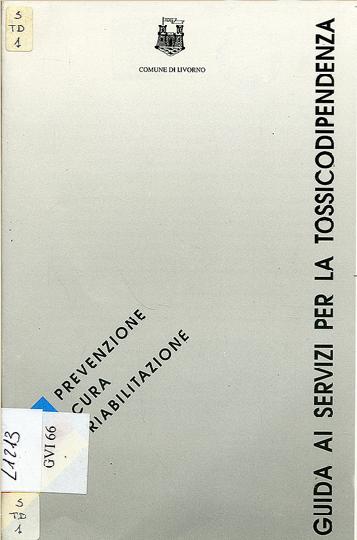 S
TD
1
COMUNE DI LIVORNO
GUIDA AI SERVIZI PER LA TOSSICODIPENDENZA
PREVENZIONE
CURA
RIABILITAZIONE
L1213
GVI 66
S
TD
1